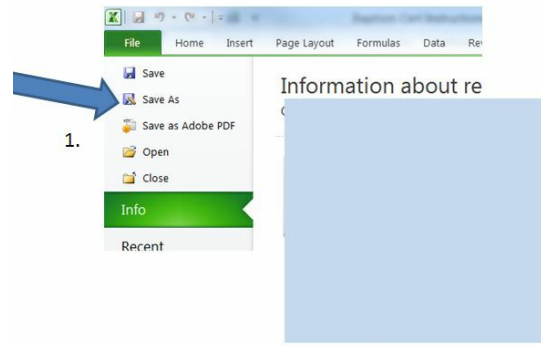 File Home Insert Page Layout Formulas Data
Save
Save As
Save as Adobe PDF
Open
Close
Info
Recent
Information about re
1.